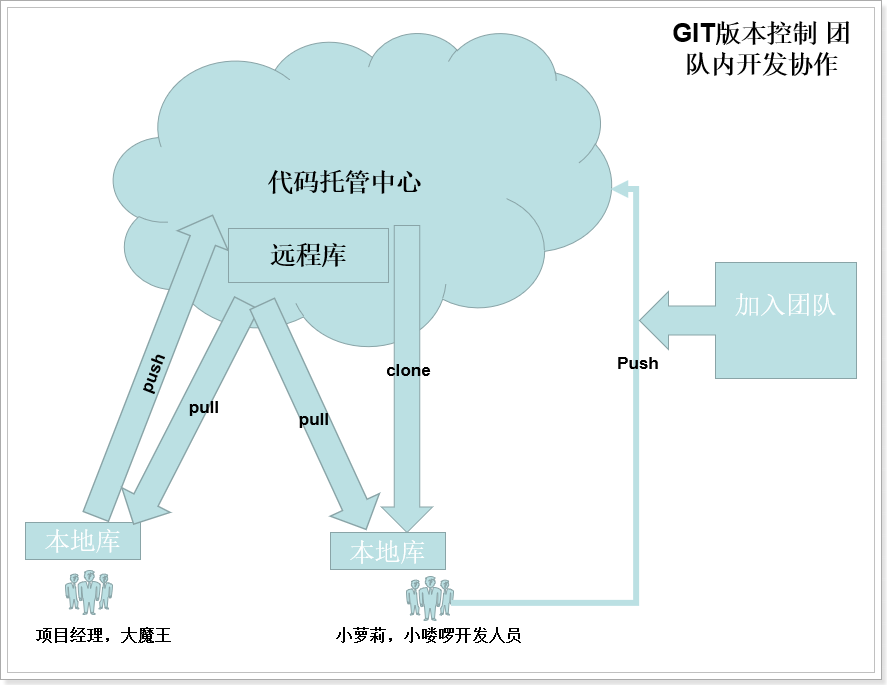 GIT版本控制 团
队内开发协作
代码托管中心
远程库
加入团队
push
pull
pull
clone
Push
本地库
本地库
项目经理，大魔王
小萝莉，小喽啰开发人员